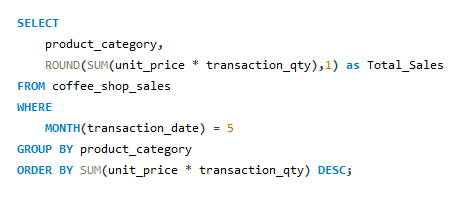 SELECT
    product_category,
    ROUND(SUM(unit_price * transaction_qty),1) as Total_Sales
FROM coffee_shop_sales
WHERE
    MONTH(transaction_date) = 5
GROUP BY product_category
ORDER BY SUM(unit_price * transaction_qty) DESC;